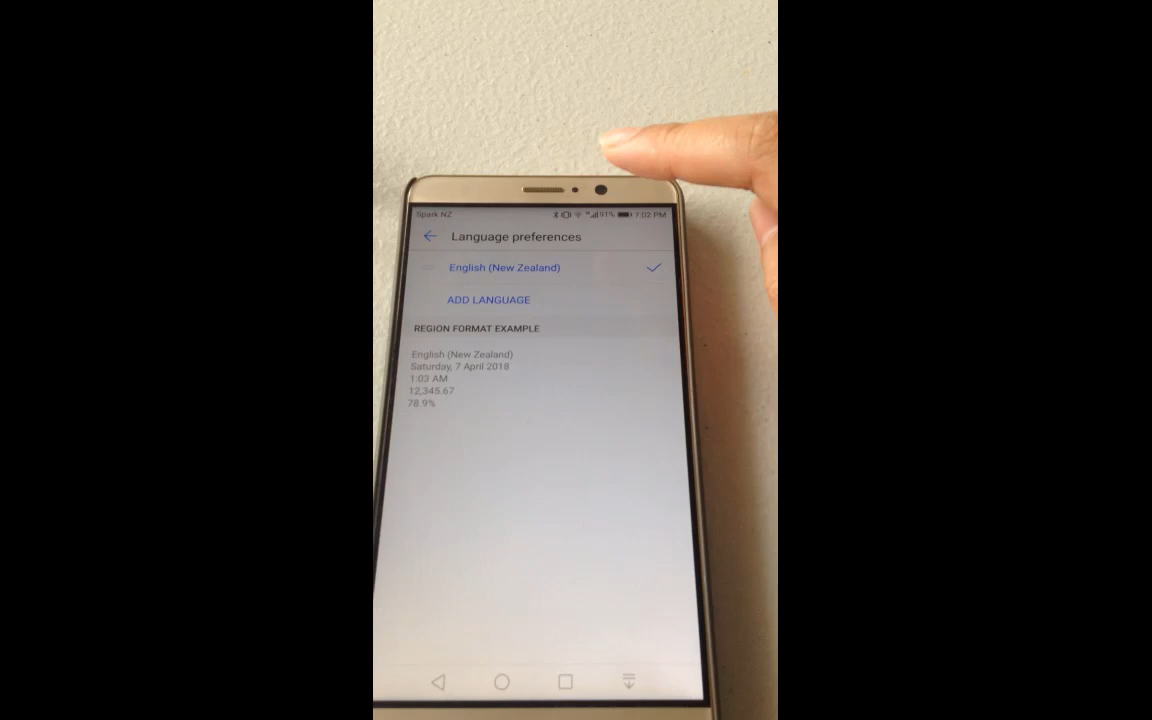 Spark NZ 91% 7:02 PM
Language preferences
English (New Zealand)
ADD LANGUAGE
REGION FORMAT EXAMPLE
English (New Zealand)
Saturday, 7 April 2018
1:03 AM
12,345.67
78.9%